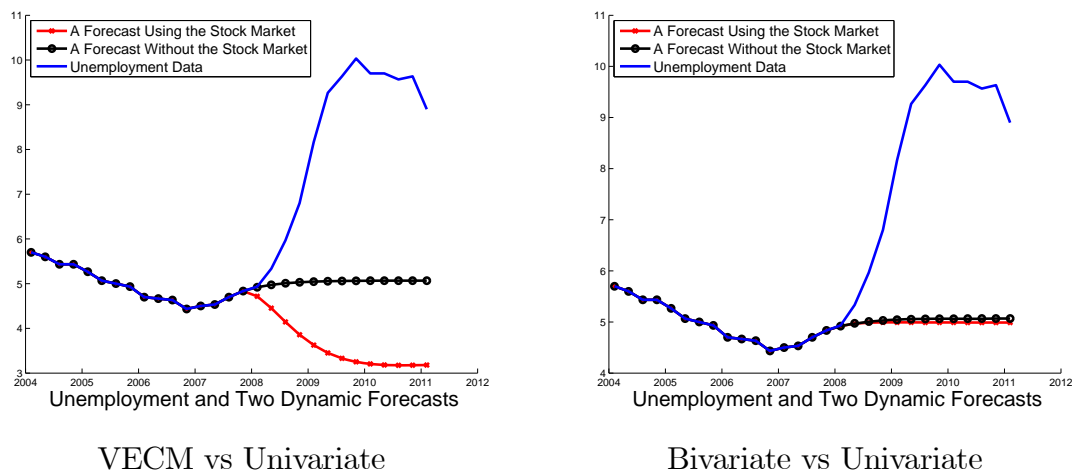 11
10
9
8
7
6
5
4
3
A Forecast Using the Stock Market
A Forecast Without the Stock Market
Unemployment Data
2004 2005 2006 2007 2008 2009 2010 2011 2012
Unemployment and Two Dynamic Forecasts
VECM vs Univariate
11
10
9
8
7
6
5
4
A Forecast Using the Stock Market
A Forecast Without the Stock Market
Unemployment Data
2004 2005 2006 2007 2008 2009 2010 2011 2012
Unemployment and Two Dynamic Forecasts
Bivariate vs Univariate